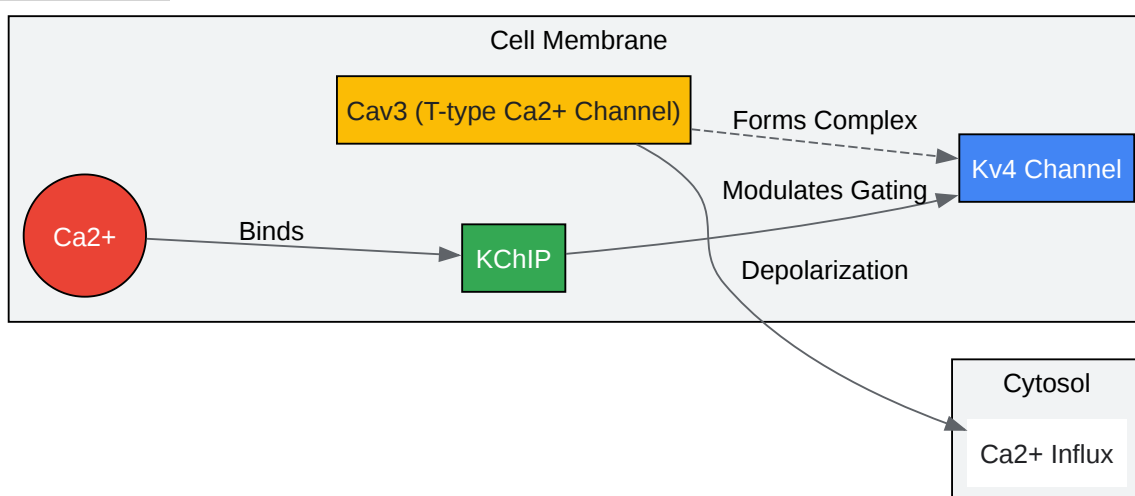 Cell Membrane
Cav3 (T-type Ca2+ Channel)
Forms Complex
Kv4 Channel
Modulates Gating
Ca2+
Binds
KChIP
Depolarization
Cytosol
Ca2+ Influx